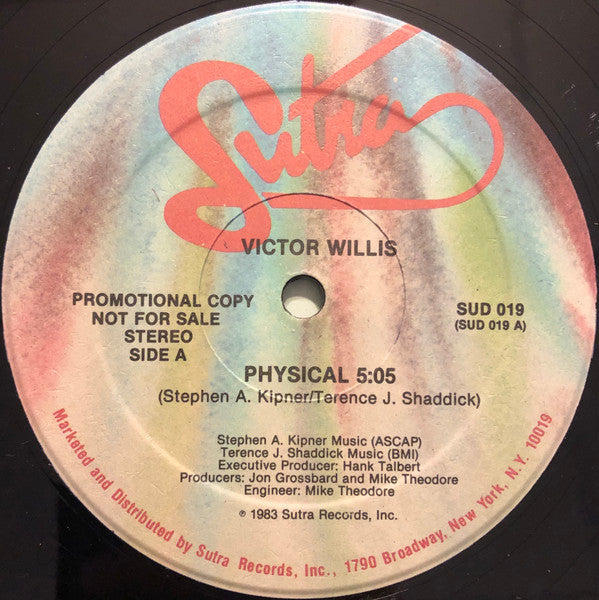 Sutra
VICTOR WILLIS
PROMOTIONAL COPY
NOT FOR SALE
STEREO
SIDE A
SUD 019
(SUD 019 A)
PHYSICAL 5:05
(Stephen A. Kipner/Terence J. Shaddick)
Stephen A. Kipner Music (ASCAP)
Terence J. Shaddick Music (BMI)
Executive Producer: Hank Talbert
Producers: Jon Grossbard and Mike Theodore
Engineer: Mike Theodore
℗ 1983 Sutra Records, Inc.
Marketed and Distributed by Sutra Records, Inc., 1790 Broadway, New York, N.Y. 10019